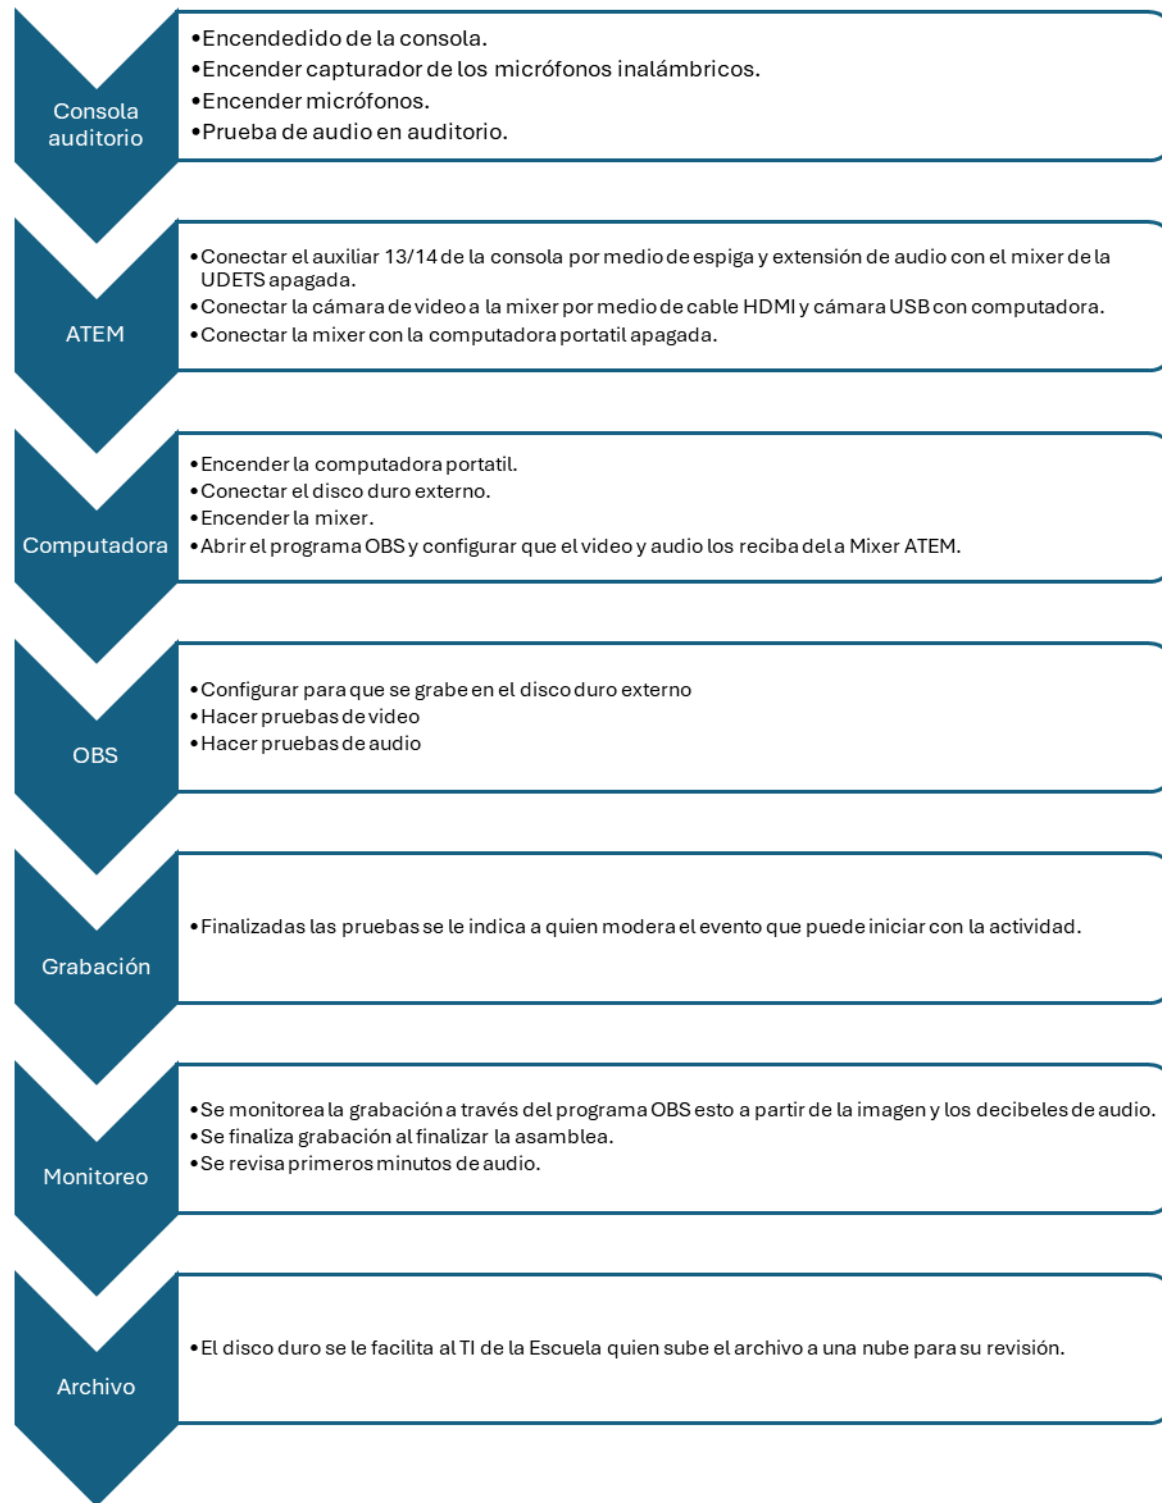 Consola
auditorio
•Encendedido de la consola.
•Encender capturador de los micrófonos inalámbricos.
•Encender micrófonos.
•Prueba de audio en auditorio.
ATEM
•Conectar el auxiliar 13/14 de la consola por medio de espiga y extensión de audio con el mixer de la
UDETS apagada.
•Conectar la cámara de video a la mixer por medio de cable HDMI y cámara USB con computadora.
•Conectar la mixer con la computadora portatil apagada.
Computadora
•Encender la computadora portatil.
•Conectar el disco duro externo.
•Encender la mixer.
•Abrir el programa OBS y configurar que el video y audio los reciba del a Mixer ATEM.
OBS
•Configurar para que se grabe en el disco duro externo
•Hacer pruebas de video
•Hacer pruebas de audio
Grabación
•Finalizadas las pruebas se le indica a quien modera el evento que puede iniciar con la actividad.
Monitoreo
•Se monitorea la grabación a través del programa OBS esto a partir de la imagen y los decibeles de audio.
•Se finaliza grabación al finalizar la asamblea.
•Se revisa primeros minutos de audio.
Archivo
•El disco duro se le facilita al TI de la Escuela quien sube el archivo a una nube para su revisión.